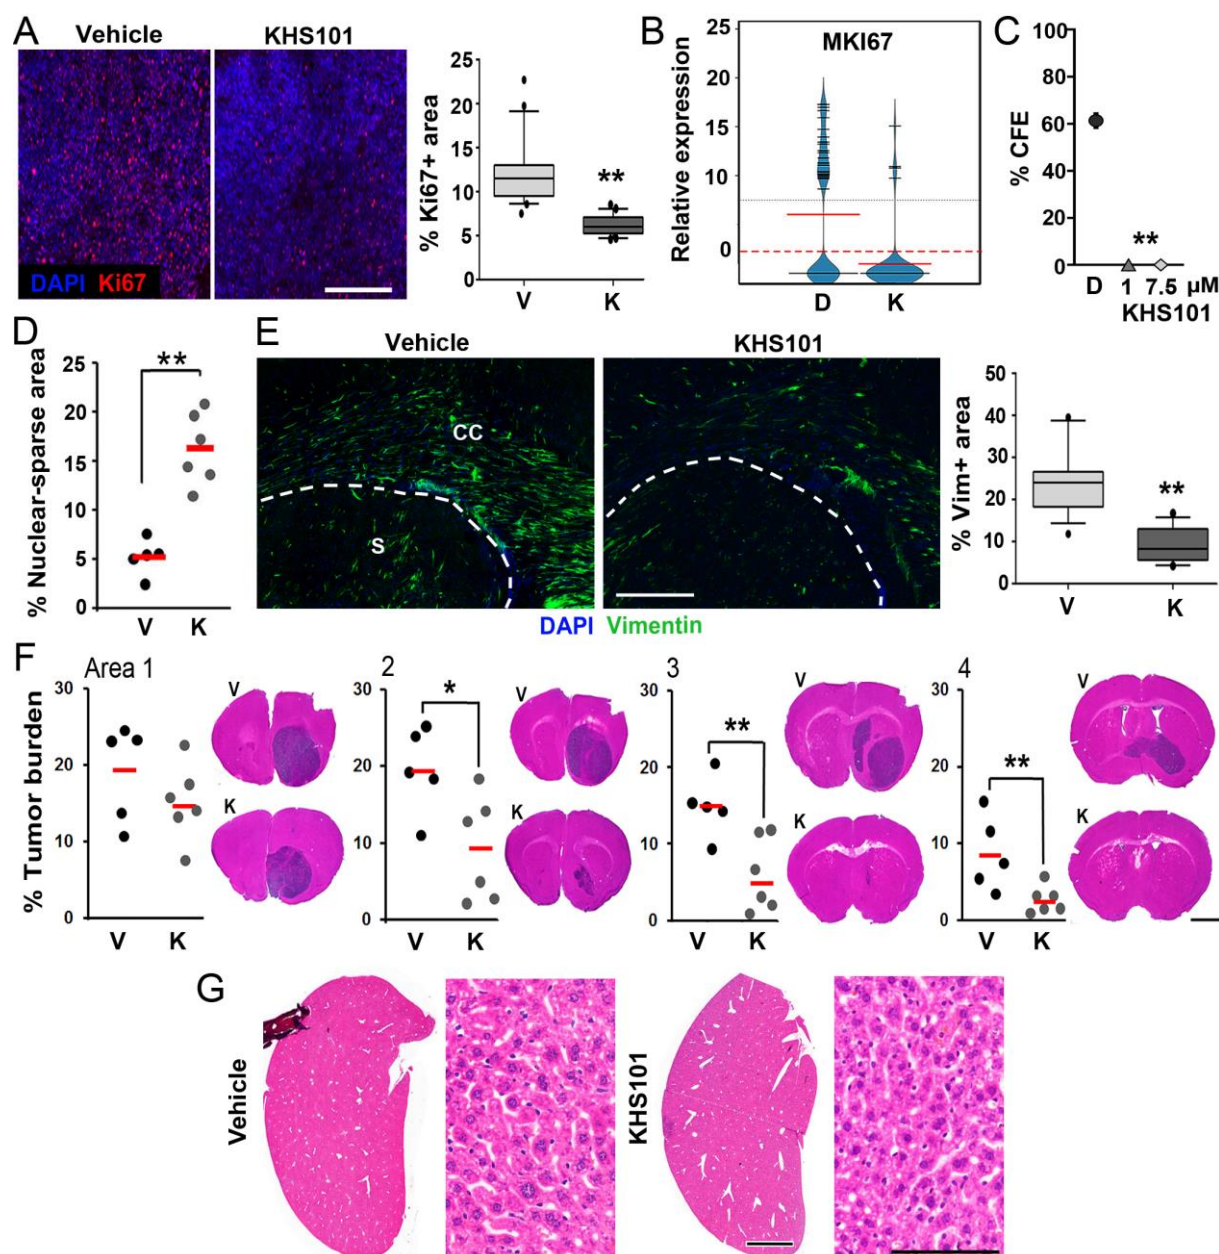 A
Vehicle
KHS101
DAPI Ki67
% Ki67+ area
25
20
15
10
5
0
V
K
**
B
MKI67
Relative expression
20
15
10
0
D
K
C
% CFE
100
80
60
40
20
0
**
D
1
7.5
µM
KHS101
D
% Nuclear-sparse area
25
20
15
10
5
0
**
V
K
E
Vehicle
KHS101
CC
S
DAPI Vimentin
% Vim+ area
50
40
30
20
10
0
**
V
K
F
% Tumor burden
Area 1
30
20
10
0
V
K
V
K
2
30
20
10
0
*
V
K
V
K
3
30
20
10
0
**
V
K
V
K
4
30
20
10
0
**
V
K
V
K
G
Vehicle
KHS101